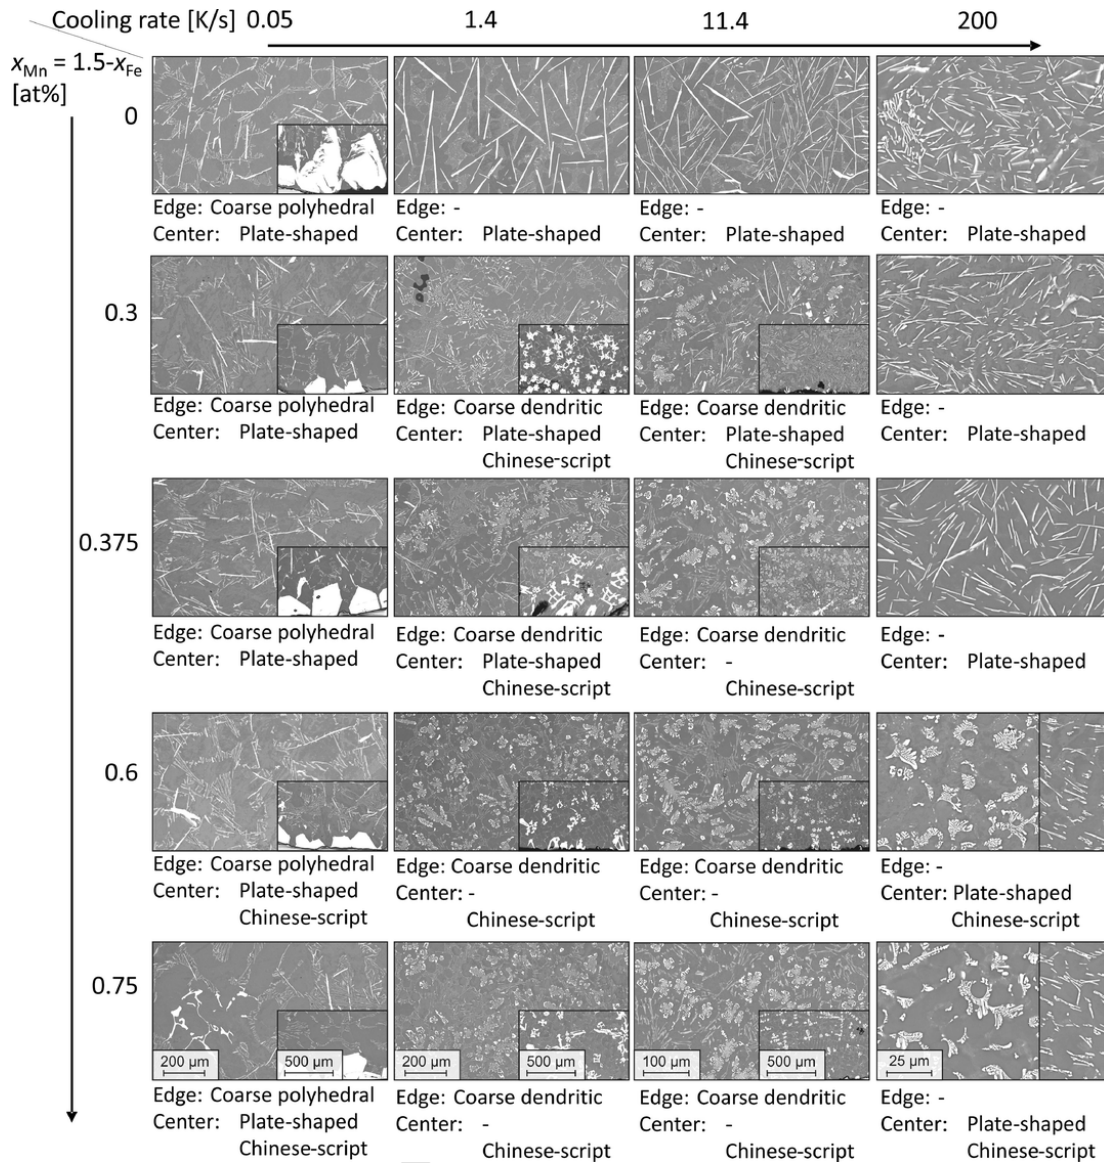 Cooling rate [K/s] 0.05 1.4 11.4 200
xMn = 1.5-xFe
[at%]
0
Edge: Coarse polyhedral
Center: Plate-shaped
Edge: -
Center: Plate-shaped
Edge: -
Center: Plate-shaped
Edge: -
Center: Plate-shaped
0.3
Edge: Coarse polyhedral
Center: Plate-shaped
Edge: Coarse dendritic
Center: Plate-shaped
Chinese-script
Edge: Coarse dendritic
Center: Plate-shaped
Chinese-script
Edge: -
Center: Plate-shaped
0.375
Edge: Coarse polyhedral
Center: Plate-shaped
Edge: Coarse dendritic
Center: Plate-shaped
Chinese-script
Edge: Coarse dendritic
Center: -
Chinese-script
Edge: -
Center: Plate-shaped
0.6
Edge: Coarse polyhedral
Center: Plate-shaped
Chinese-script
Edge: Coarse dendritic
Center: -
Chinese-script
Edge: Coarse dendritic
Center: -
Chinese-script
Edge: -
Center: Plate-shaped
Chinese-script
0.75
200 µm 500 µm
200 µm 500 µm
100 µm 500 µm
25 µm
Edge: Coarse polyhedral
Center: Plate-shaped
Chinese-script
Edge: Coarse dendritic
Center: -
Chinese-script
Edge: Coarse dendritic
Center: -
Chinese-script
Edge: -
Center: Plate-shaped
Chinese-script